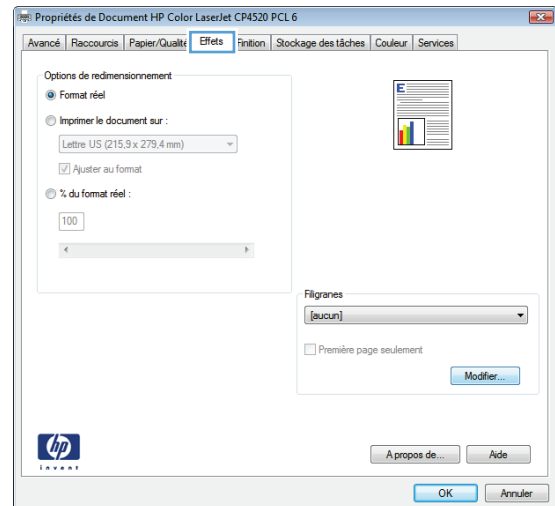 Propriétés de Document HP Color LaserJet CP4520 PCL 6
Avancé Raccourcis Papier/Qualité Effets Finition Stockage des tâches Couleur Services
Options de redimensionnement
Format réel
Imprimer le document sur :
Lettre US (215,9 x 279,4 mm)
Ajuster au format
% du format réel :
100
E
Filigranes
[aucun]
Première page seulement
Modifier...
hp
invent
A propos de...
Aide
OK
Annuler